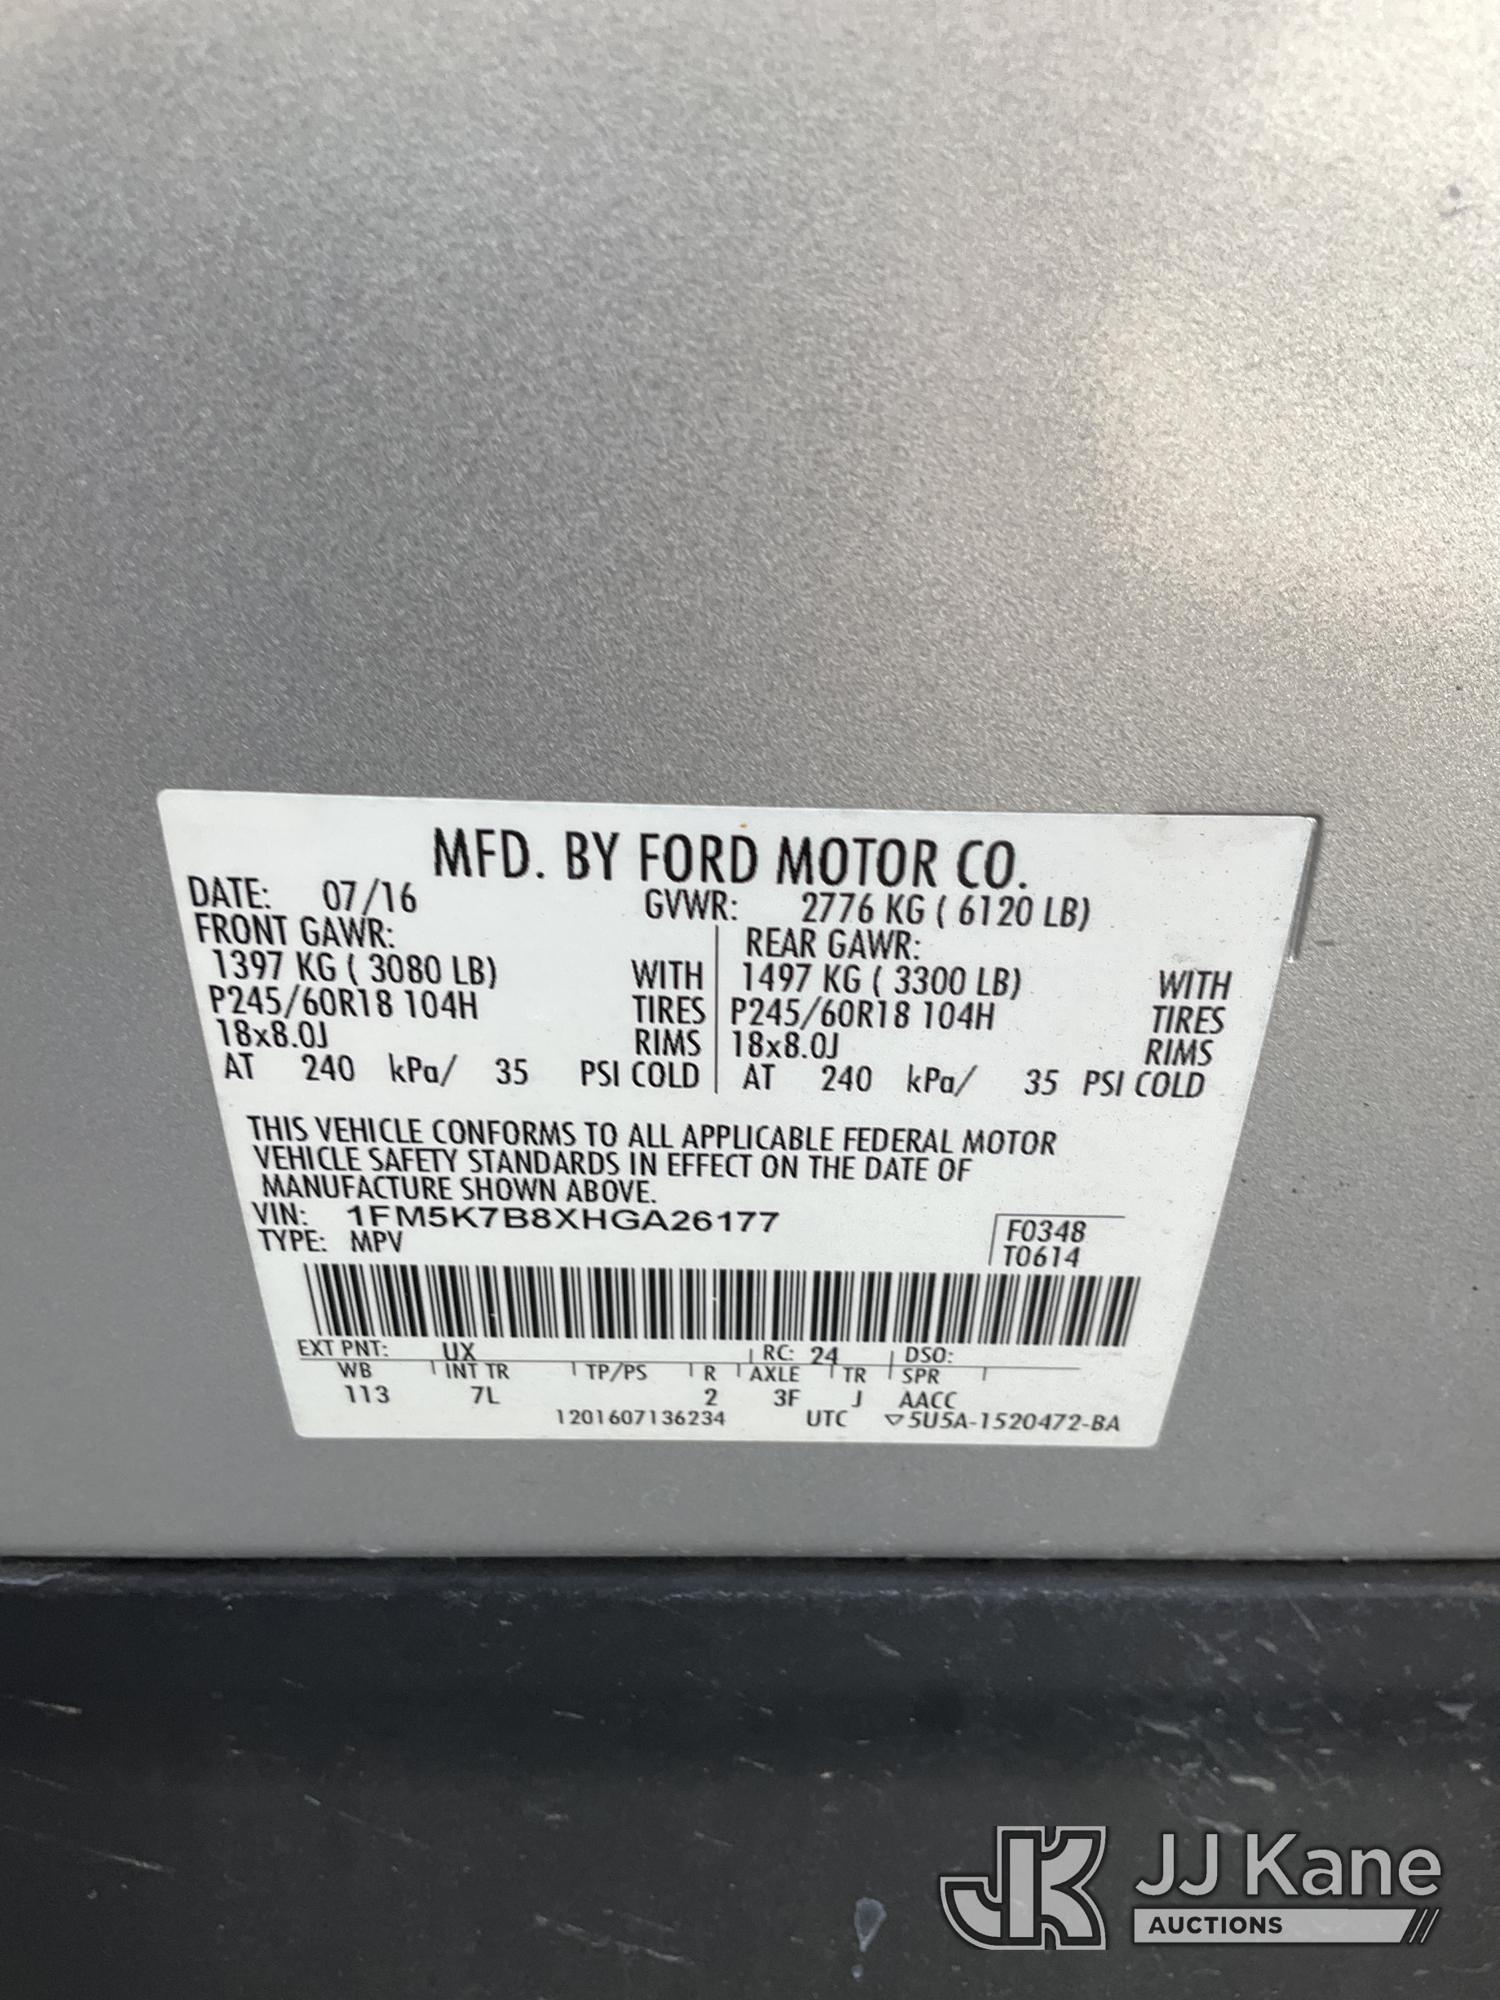 MFD. BY FORD MOTOR CO.
DATE: 07/16 GVWR: 2776 KG ( 6120 LB)
FRONT GAWR: REAR GAWR:
1397 KG ( 3080 LB) WITH 1497 KG ( 3300 LB) WITH
P245/60R18 104H TIRES P245/60R18 104H TIRES
18x8.0J RIMS 18x8.0J RIMS
AT 240 kPa/ 35 PSI COLD AT 240 kPa/ 35 PSI COLD
THIS VEHICLE CONFORMS TO ALL APPLICABLE FEDERAL MOTOR
VEHICLE SAFETY STANDARDS IN EFFECT ON THE DATE OF
MANUFACTURE SHOWN ABOVE.
VIN: 1FM5K7B8XHGA26177 F0348
TYPE: MPV T0614
EXT PNT: UX RC: 24 DSO:
WB INT TR TP/PS R AXLE TR SPR
113 7L 2 3F J AACC
1201607136234 UTC ▽5U5A-1520472-BA
JK JJ Kane
AUCTIONS